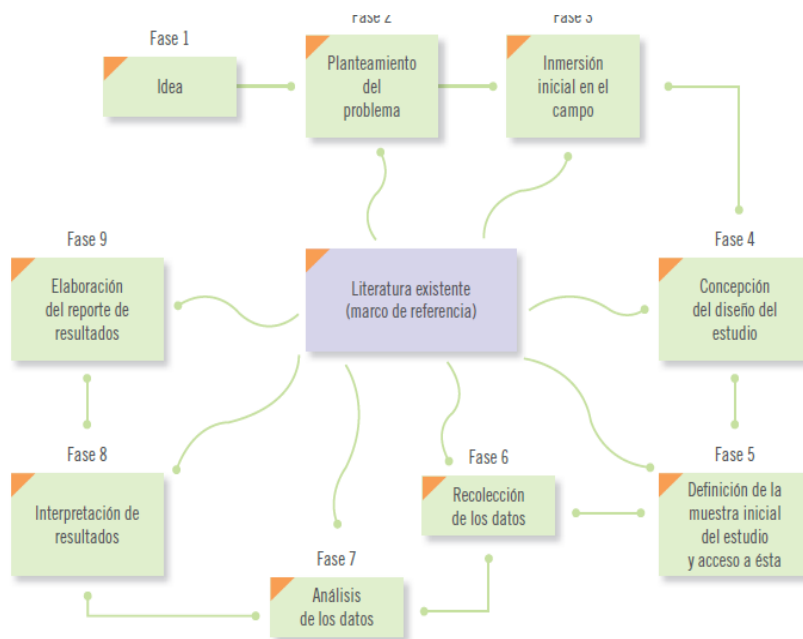 Fase 1
Idea
Fase 2
Planteamiento
del
problema
Fase 3
Inmersión
inicial en el
campo
Fase 4
Concepción
del diseño del
estudio
Fase 5
Definición de la
muestra inicial
del estudio
y acceso a ésta
Fase 6
Recolección
de los datos
Fase 7
Análisis
de los datos
Fase 8
Interpretación de
resultados
Fase 9
Elaboración
del reporte de
resultados
Literatura existente
(marco de referencia)